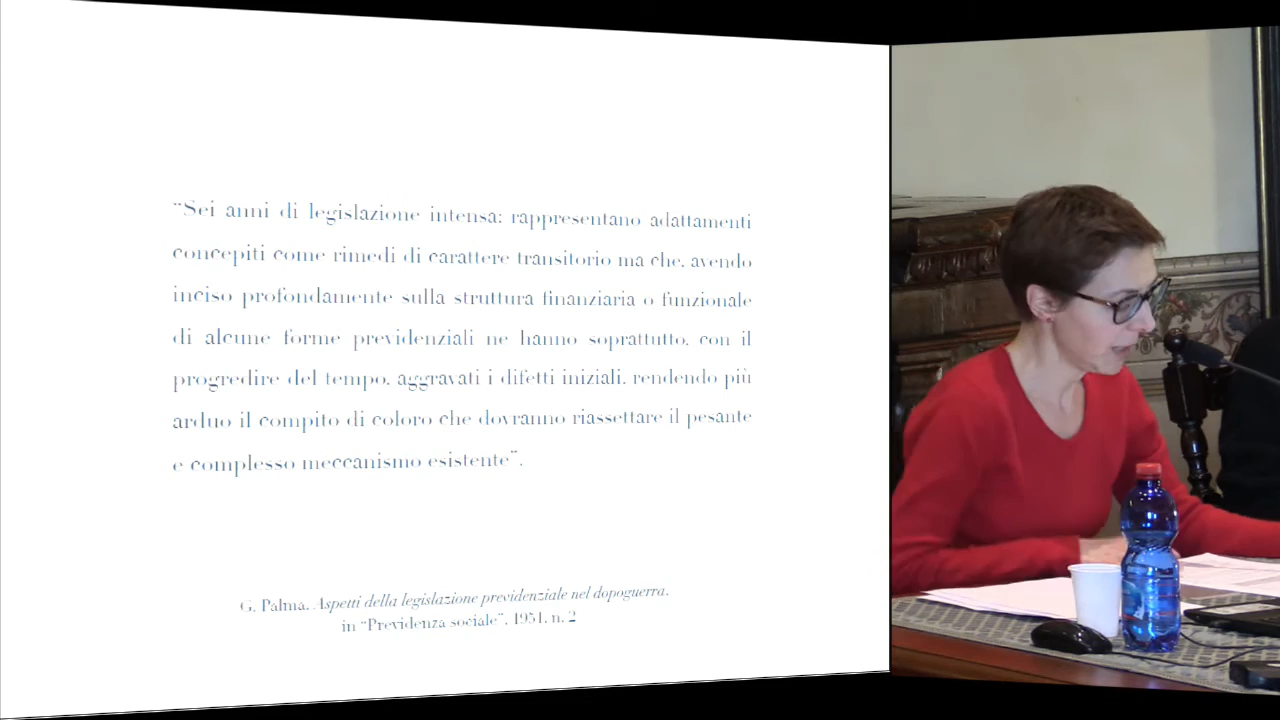 “Sei anni di legislazione intensa: rappresentano adattamenti
concepiti come rimedi di carattere transitorio ma che, avendo
inciso profondamente sulla struttura finanziaria o funzionale
di alcune forme previdenziali ne hanno soprattutto, con il
progredire del tempo, aggravati i difetti iniziali, rendendo più
arduo il compito di coloro che dovranno riassettare il pesante
e complesso meccanismo esistente”.
G. Palma, Aspetti della legislazione previdenziale nel dopoguerra,
in “Previdenza sociale”, 1951, n. 2